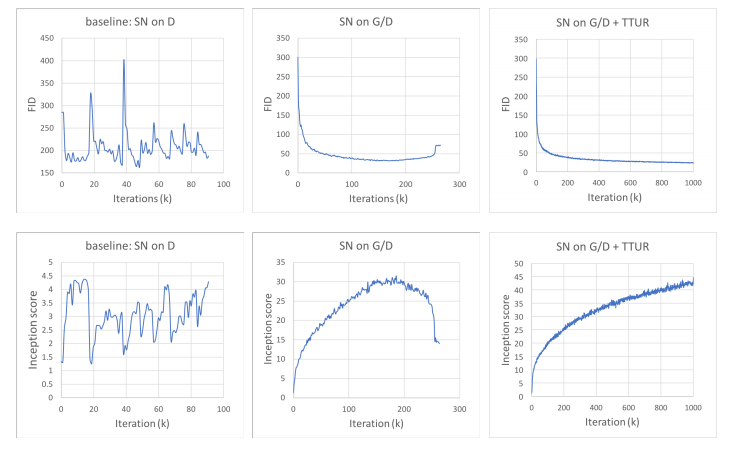 baseline: SN on D
450
400
350
300
250
200
150
FID
0 20 40 60 80 100
Iterations (k)
SN on G/D
350
300
250
200
150
100
50
0
FID
0 100 200 300
Iterations (k)
SN on G/D + TTUR
350
300
250
200
150
100
50
0
FID
0 200 400 600 800 1000
Iteration (k)
baseline: SN on D
5
4.5
4
3.5
3
2.5
2
1.5
1
0.5
0
Inception score
0 20 40 60 80 100
Iteration (k)
SN on G/D
35
30
25
20
15
10
5
0
Inception score
0 100 200 300
Iteration (k)
SN on G/D + TTUR
50
45
40
35
30
25
20
15
10
5
0
Inception score
0 200 400 600 800 1000
Iteration (k)